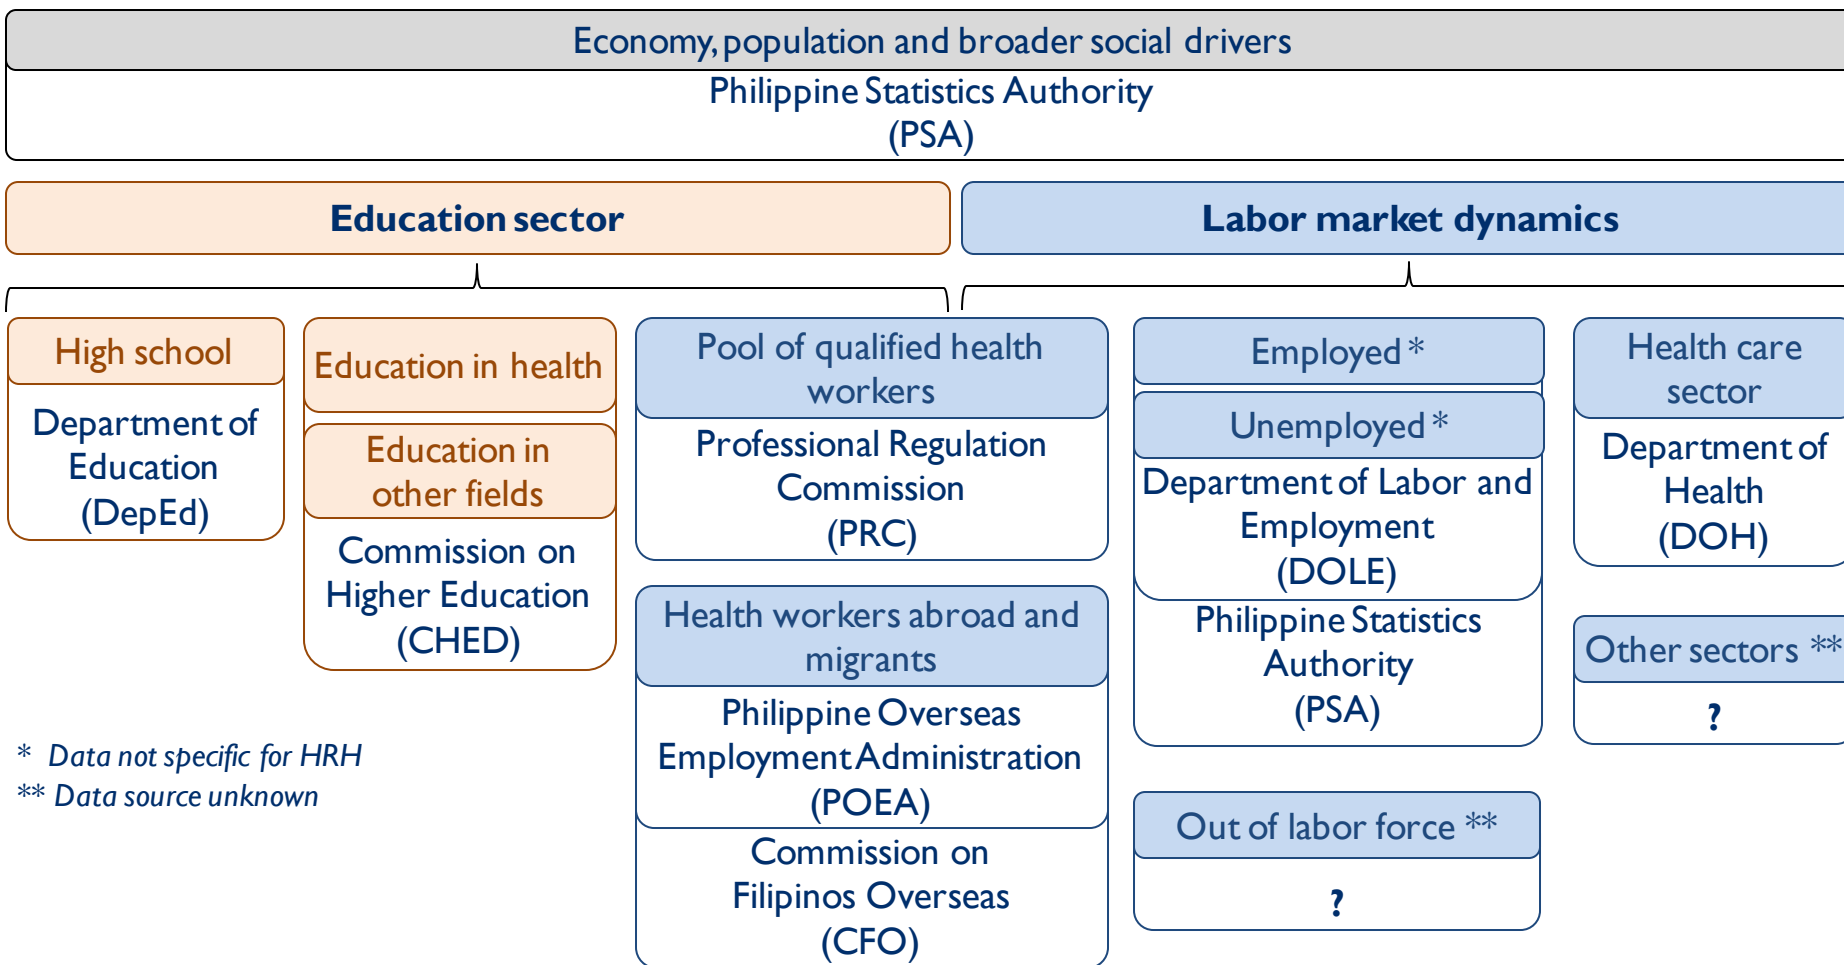 Economy, population and broader social drivers
Philippine Statistics Authority
(PSA)
Education sector
Labor market dynamics
High school
Department of
Education
(DepEd)
Education in health
Education in
other fields
Commission on
Higher Education
(CHED)
Pool of qualified health
workers
Professional Regulation
Commission
(PRC)
Health workers abroad and
migrants
Philippine Overseas
Employment Administration
(POEA)
Commission on
Filipinos Overseas
(CFO)
Employed *
Unemployed *
Department of Labor and
Employment
(DOLE)
Philippine Statistics
Authority
(PSA)
Out of labor force **
?
Health care
sector
Department of
Health
(DOH)
Other sectors **
?
* Data not specific for HRH
** Data source unknown